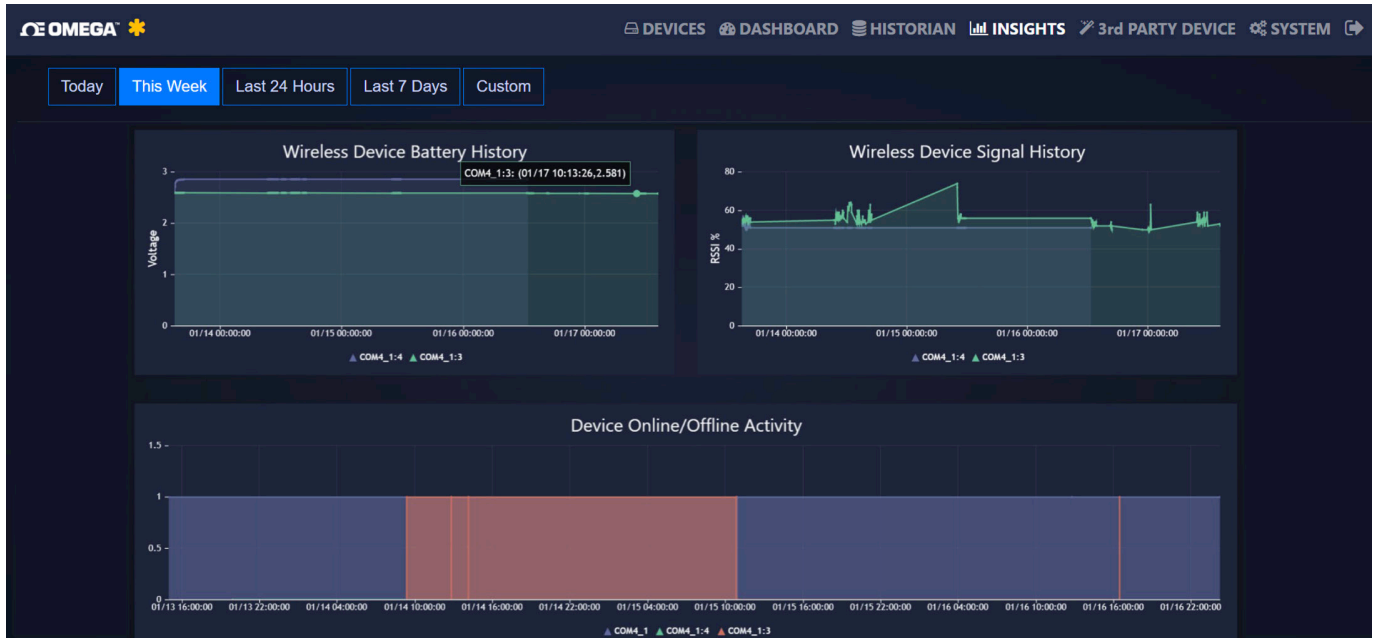 ΩE OMEGA™ DEVICES DASHBOARD HISTORIAN INSIGHTS 3rd PARTY DEVICE SYSTEM
Today This Week Last 24 Hours Last 7 Days Custom
Wireless Device Battery History
COM4_1:3: (01/17 10:13:26,2.581)
3
2
1
0
Voltage
01/14 00:00:00 01/15 00:00:00 01/16 00:00:00 01/17 00:00:00
COM4_1:4 COM4_1:3
Wireless Device Signal History
80
60
40
20
0
RSSI %
01/14 00:00:00 01/15 00:00:00 01/16 00:00:00 01/17 00:00:00
COM4_1:4 COM4_1:3
Device Online/Offline Activity
1.5
1
0.5
0
01/13 16:00:00 01/13 22:00:00 01/14 04:00:00 01/14 10:00:00 01/14 16:00:00 01/14 22:00:00 01/15 04:00:00 01/15 10:00:00 01/15 16:00:00 01/15 22:00:00 01/16 04:00:00 01/16 10:00:00 01/16 16:00:00 01/16 22:00:00
COM4_1 COM4_1:4 COM4_1:3